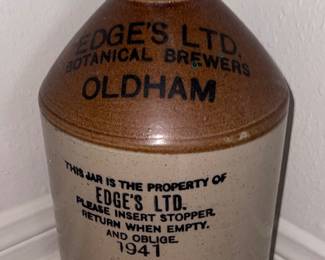 EDGE'S LTD.
BOTANICAL BREWERS
OLDHAM
THIS JAR IS THE PROPERTY OF
EDGE'S LTD.
PLEASE INSERT STOPPER,
RETURN WHEN EMPTY.
AND OBLIGE.
1941